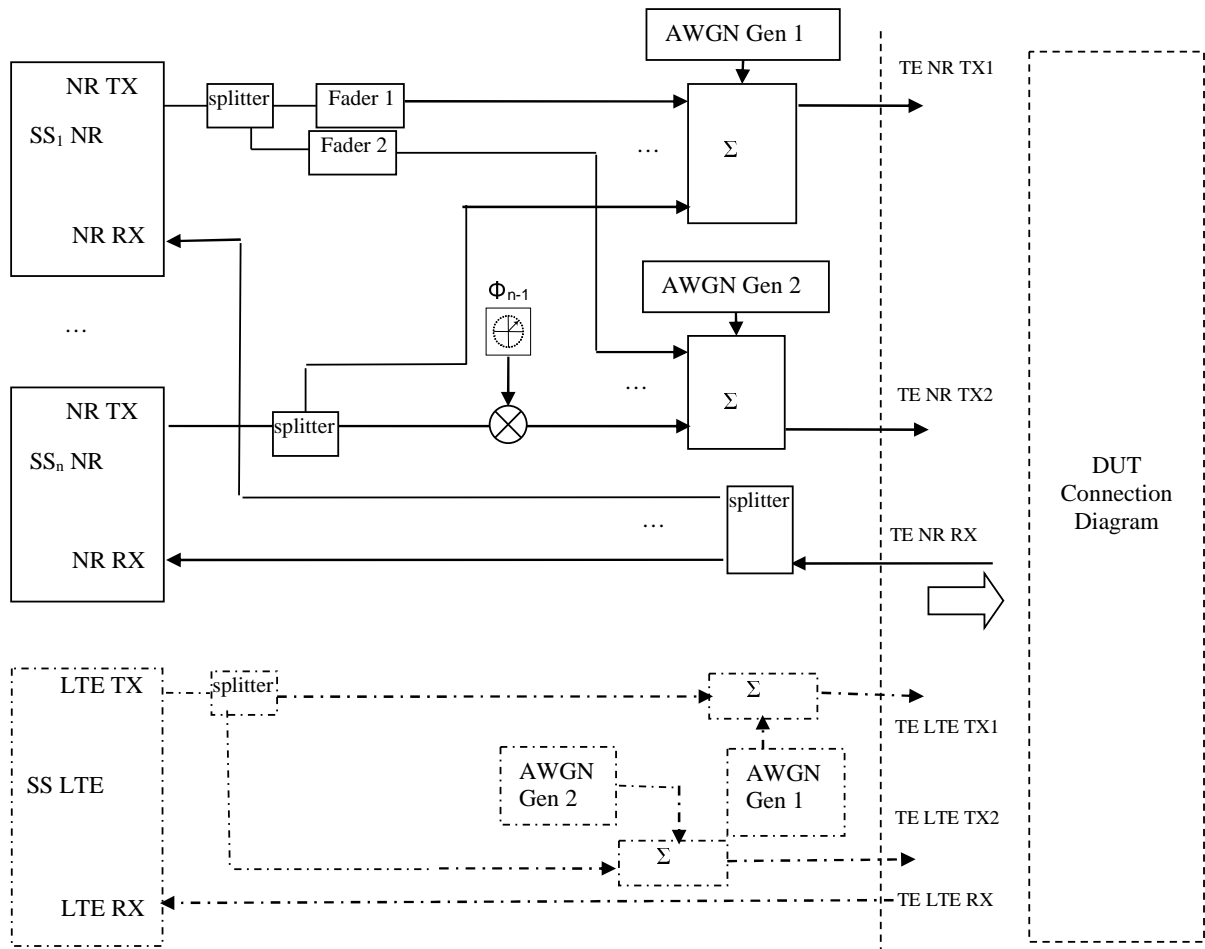 AWGN Gen 1
TE NR TX1
NR TX
splitter
Fader 1
SS₁ NR
Fader 2
…
Σ
NR RX
AWGN Gen 2
Φn-1
…
…
Σ
NR TX
TE NR TX2
splitter
SSn NR
DUT
Connection
Diagram
splitter
…
TE NR RX
NR RX
LTE TX
splitter
Σ
TE LTE TX1
SS LTE
AWGN
Gen 2
AWGN
Gen 1
TE LTE TX2
Σ
LTE RX
TE LTE RX